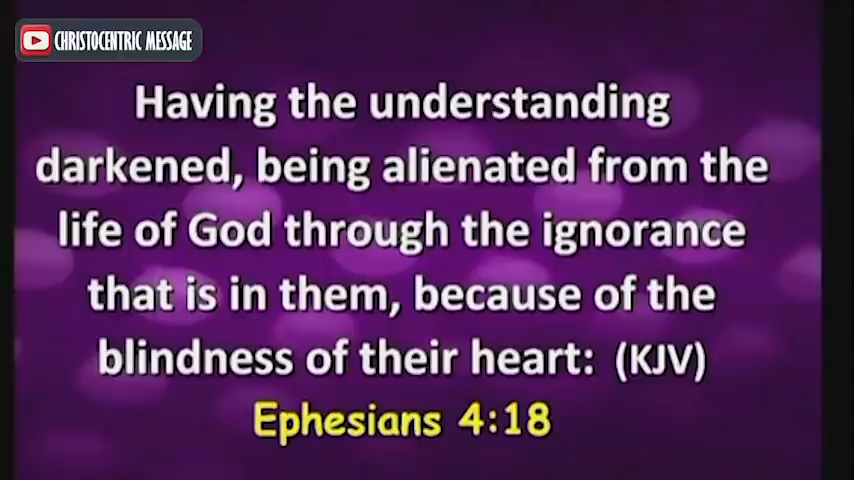 CHRISTOCENTRIC MESSAGE
Having the understanding
darkened, being alienated from the
life of God through the ignorance
that is in them, because of the
blindness of their heart: (KJV)
Ephesians 4:18